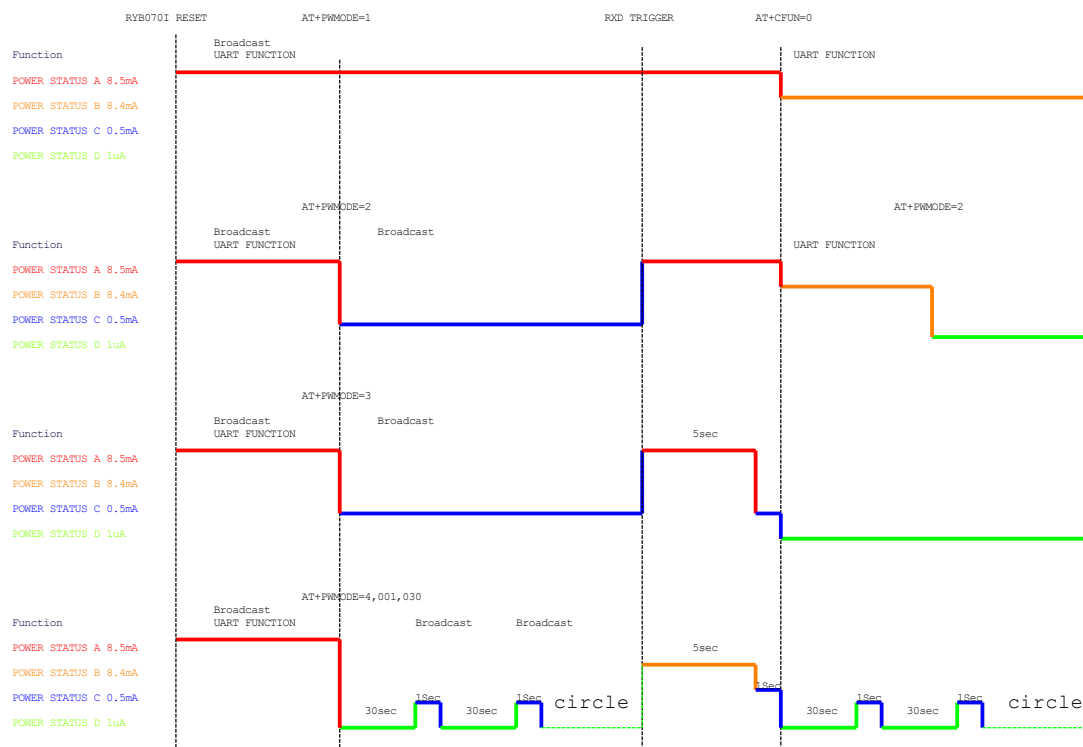 RYB070I RESET AT+PWMODE=1 RXD TRIGGER AT+CFUN=0
Broadcast
Function UART FUNCTION UART FUNCTION
POWER STATUS A 8.5mA
POWER STATUS B 8.4mA
POWER STATUS C 0.5mA
POWER STATUS D 1uA
AT+PWMODE=2 AT+PWMODE=2
Broadcast Broadcast
Function UART FUNCTION UART FUNCTION
POWER STATUS A 8.5mA
POWER STATUS B 8.4mA
POWER STATUS C 0.5mA
POWER STATUS D 1uA
AT+PWMODE=3
Broadcast Broadcast
Function UART FUNCTION 5sec
POWER STATUS A 8.5mA
POWER STATUS B 8.4mA
POWER STATUS C 0.5mA
POWER STATUS D 1uA
AT+PWMODE=4,001,030
Broadcast
Function UART FUNCTION Broadcast Broadcast
POWER STATUS A 8.5mA 5sec
POWER STATUS B 8.4mA
1Sec
POWER STATUS C 0.5mA 1Sec 1Sec circle 1Sec 1Sec circle
POWER STATUS D 1uA 30sec 30sec 30sec 30sec